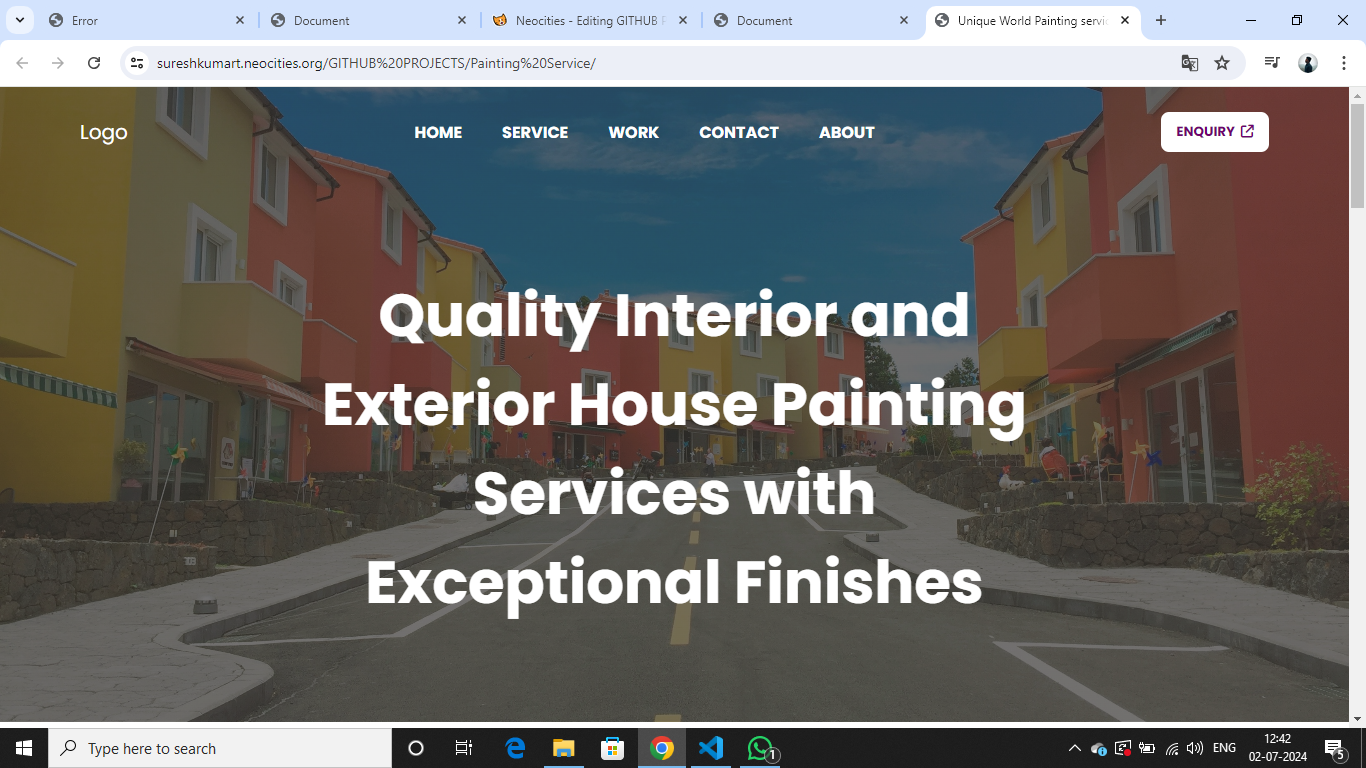 Error
Document
Neocities - Editing GITHUB
Document
Unique World Painting servic
sureshkumart.neocities.org/GITHUB%20PROJECTS/Painting%20Service/
Logo
HOME
SERVICE
WORK
CONTACT
ABOUT
ENQUIRY
Quality Interior and
Exterior House Painting
Services with
Exceptional Finishes
Type here to search
1
ENG
12:42
02-07-2024
5